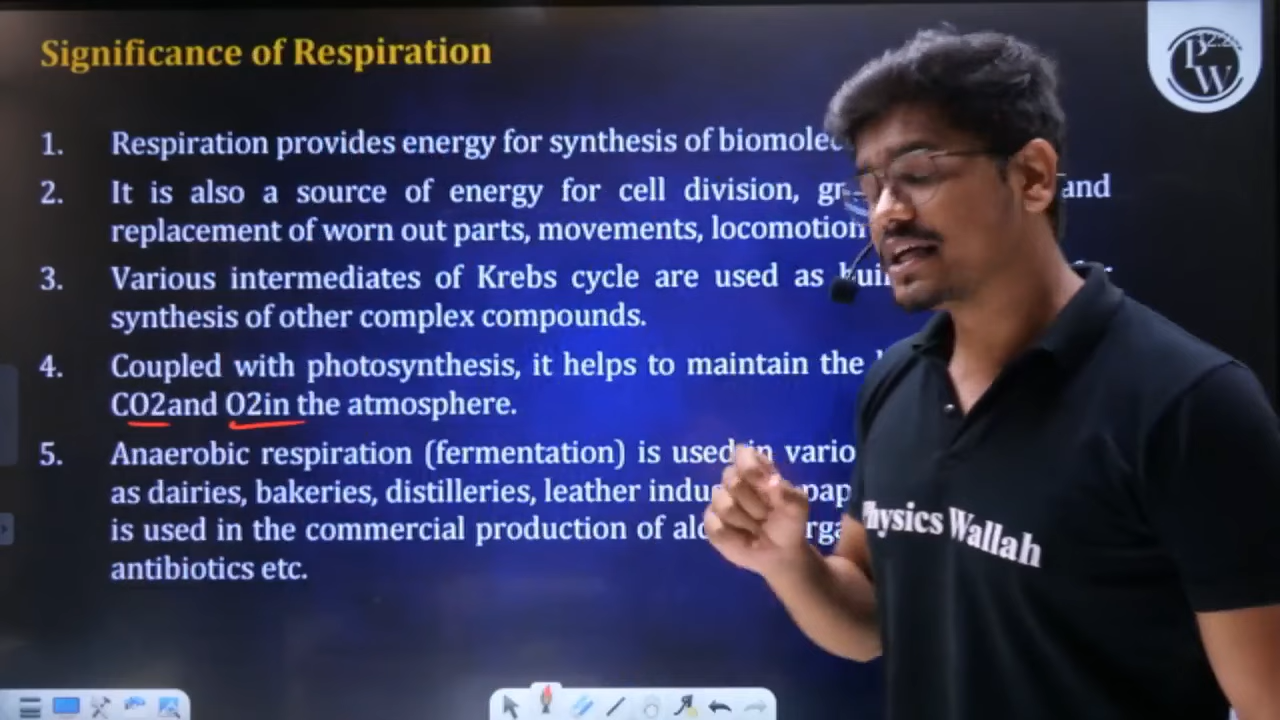 Significance of Respiration
P
W
1. Respiration provides energy for synthesis of
2. It is also a source of energy for cell division, and
replacement of worn out parts, movements, locomotion
3. Various intermediates of Krebs cycle are used as
synthesis of other complex compounds.
4. Coupled with photosynthesis, it helps to maintain the
CO2and O2in the atmosphere.
5. Anaerobic respiration (fermentation) is used in
as dairies, bakeries, distilleries, leather
is used in the commercial production of
antibiotics etc.
Physics Wallah